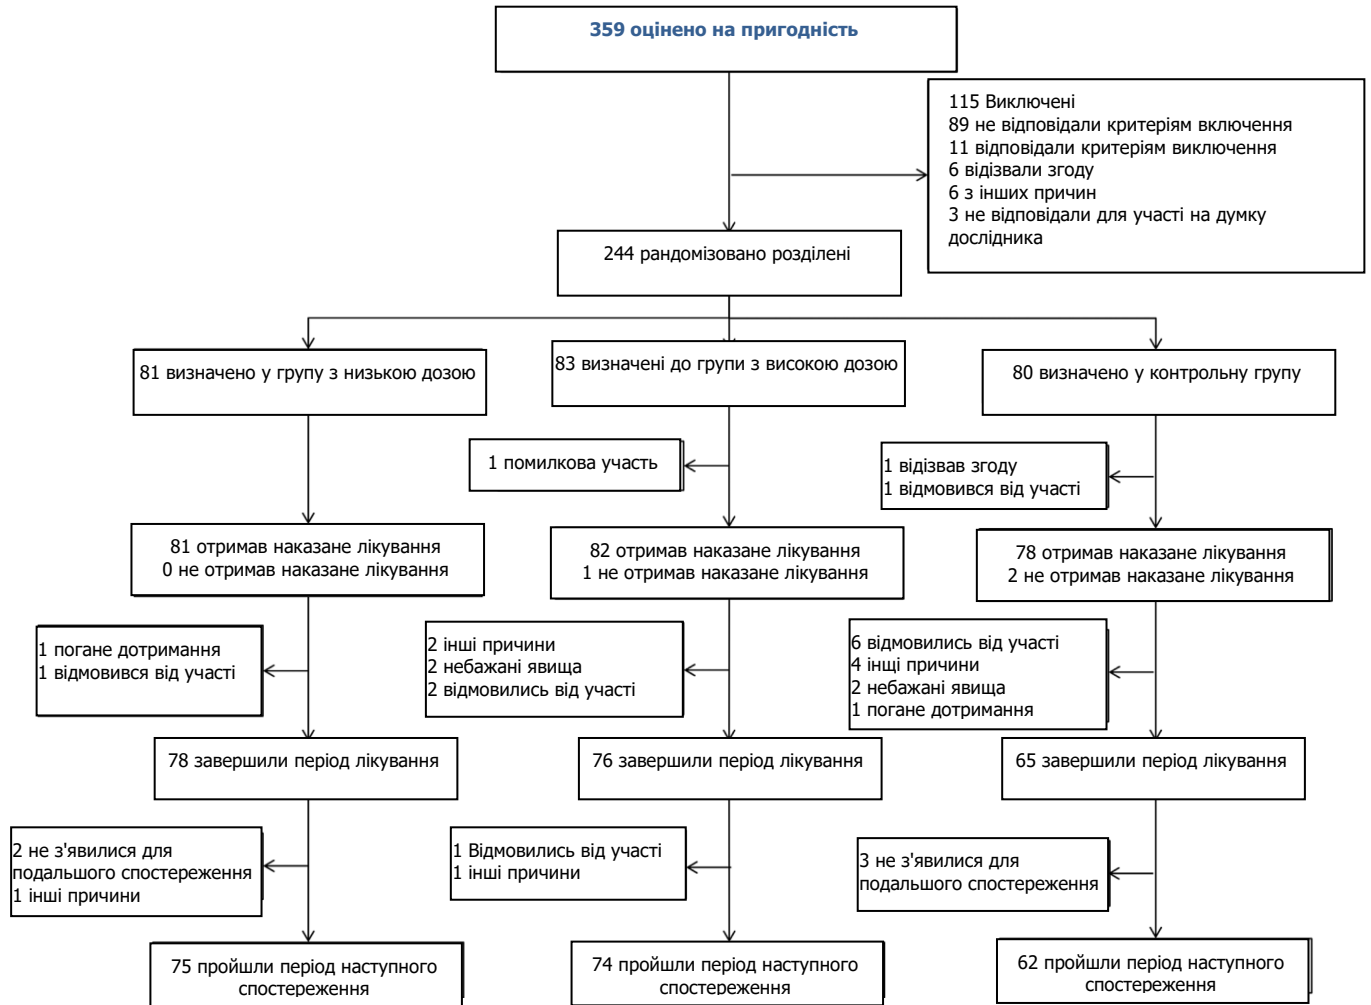 359 оцінено на пригодність
115 Виключені
89 не відповідали критеріям включення
11 відповідали критеріям виключення
6 відізвали згоду
6 з інших причин
3 не відповідали для участі на думку
дослідника
244 рандомізовано розділені
81 визначено у групу з низькою дозою
83 визначені до групи з високою дозою
80 визначено у контрольну групу
1 помилкова участь
1 відізвав згоду
1 відмовився від участі
81 отримав наказане лікування
0 не отримав наказане лікування
82 отримав наказане лікування
1 не отримав наказане лікування
78 отримав наказане лікування
2 не отримав наказане лікування
1 погане дотримання
1 відмовився від участі
2 інші причини
2 небажані явища
2 відмовились від участі
6 відмовились від участі
4 інщі причини
2 небажані явища
1 погане дотримання
78 завершили період лікування
76 завершили період лікування
65 завершили період лікування
2 не з'явилися для
подальшого спостереження
1 інші причини
1 Відмовились від участі
1 інші причини
3 не з'явилися для
подальшого спостереження
75 пройшли період наступного
спостереження
74 пройшли період наступного
спостереження
62 пройшли період наступного
спостереження